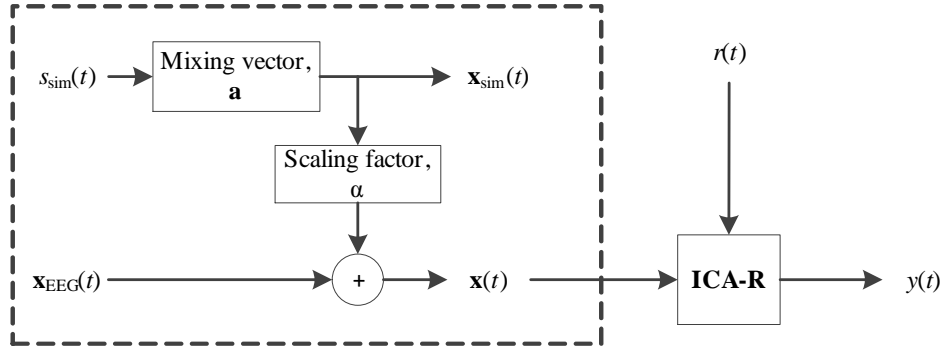 s_sim(t)
Mixing vector,
a
x_sim(t)
r(t)
Scaling factor,
α
x_EEG(t)
+
x(t)
ICA-R
y(t)